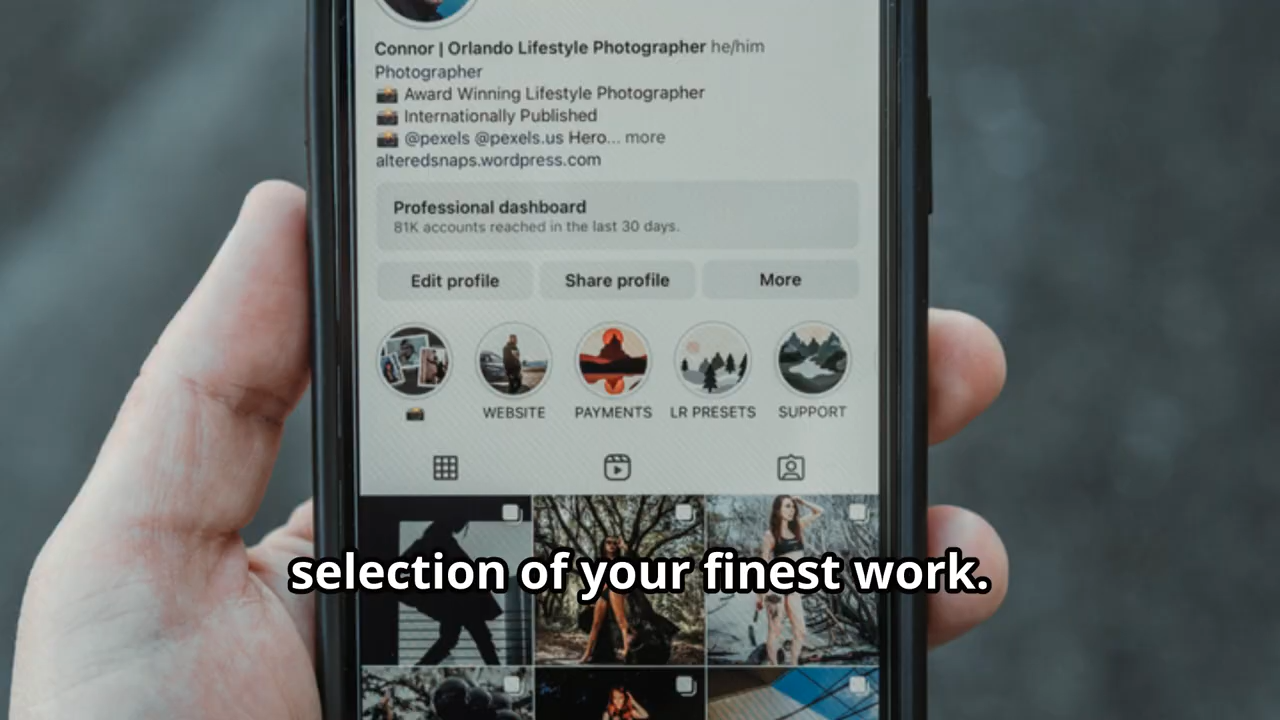 Connor | Orlando Lifestyle Photographer he/him
Photographer
📸 Award Winning Lifestyle Photographer
📸 Internationally Published
📸 @pexels @pexels.us Hero... more
alteredsnaps.wordpress.com
Professional dashboard
81K accounts reached in the last 30 days.
Edit profile Share profile More
📸 WEBSITE PAYMENTS LR PRESETS SUPPORT
selection of your finest work.